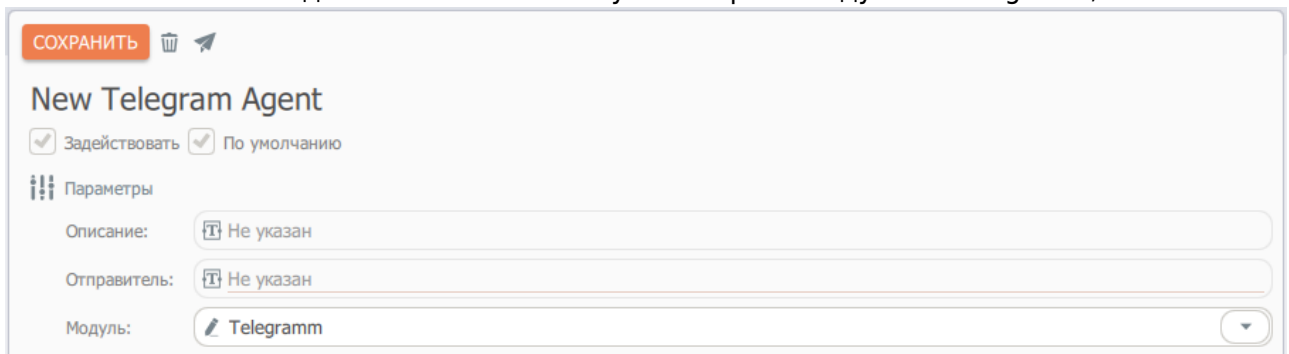 СОХРАНИТЬ
New Telegram Agent
Задействовать По умолчанию
Параметры
Описание: Не указан
Отправитель: Не указан
Модуль: Telegramm